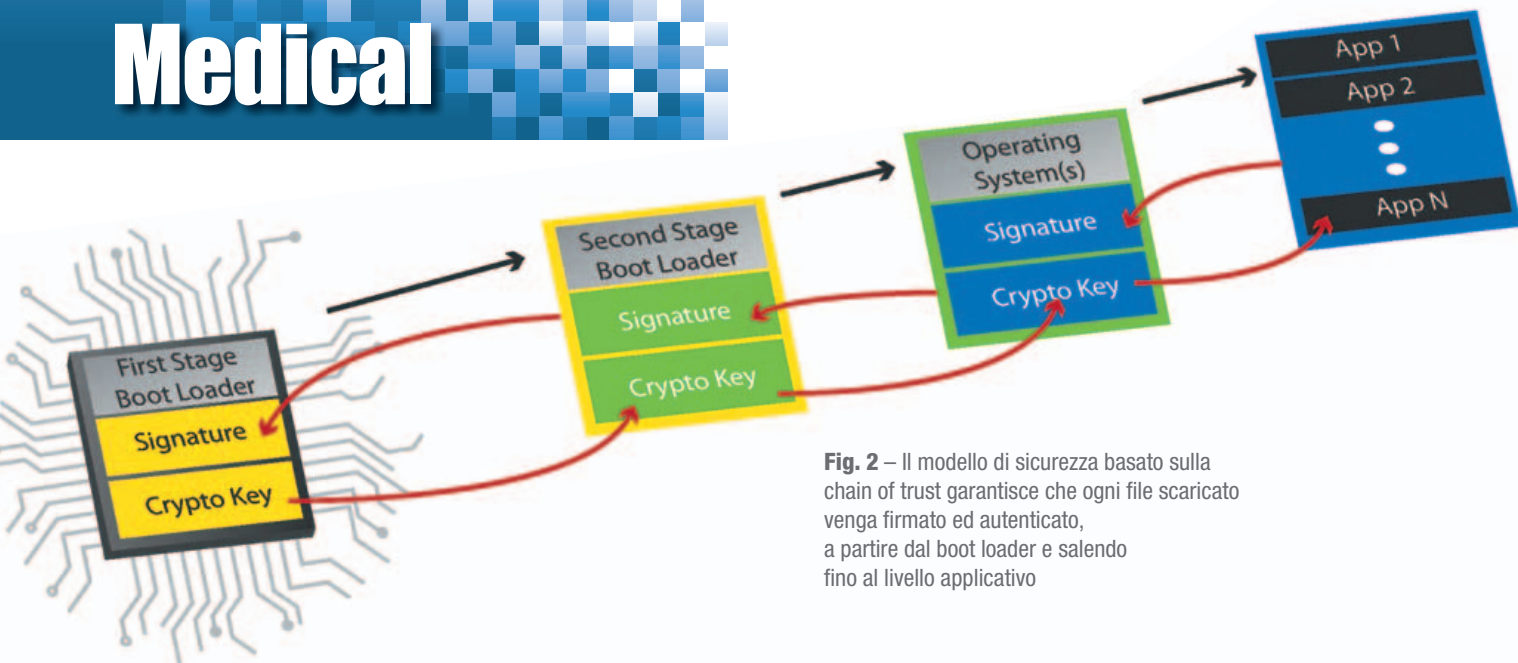 Medical
First Stage
Boot Loader
Signature
Crypto Key
Second Stage
Boot Loader
Signature
Crypto Key
Operating
System(s)
Signature
Crypto Key
App 1
App 2
App N
Fig. 2 – Il modello di sicurezza basato sulla
chain of trust garantisce che ogni file scaricato
venga firmato ed autenticato,
a partire dal boot loader e salendo
fino al livello applicativo